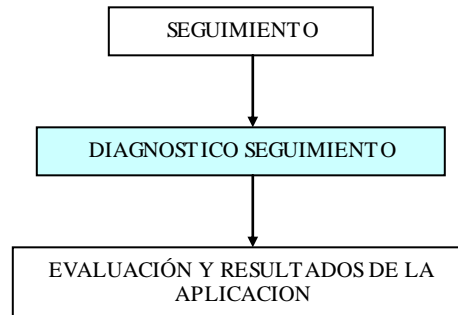 SEGUIMIENTO
DIAGNOSTICO SEGUIMIENTO
EVALUACIÓN Y RESULTADOS DE LA
APLICACION